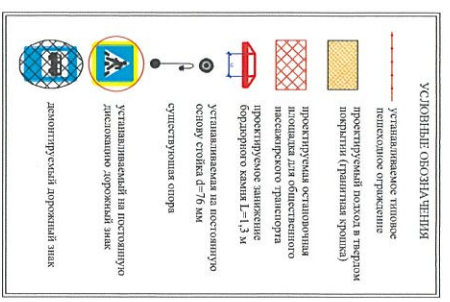 УСЛОВНЫЕ ОБОЗНАЧЕНИЯ
устанавливаемое типовое
пешеходное ограждение
проектируемый подход в твердом
покрытии (гранитная крошка)
проектируемая остановочная
площадка для общественного
пассажирского транспорта
проектируемое занижение
бордюрного камня L=1,3 м
устанавливаемая на постоянную
основу стойка d=76 мм
существующая опора
устанавливаемый на постоянную
дислокацию дорожный знак
демонтируемый дорожный знак